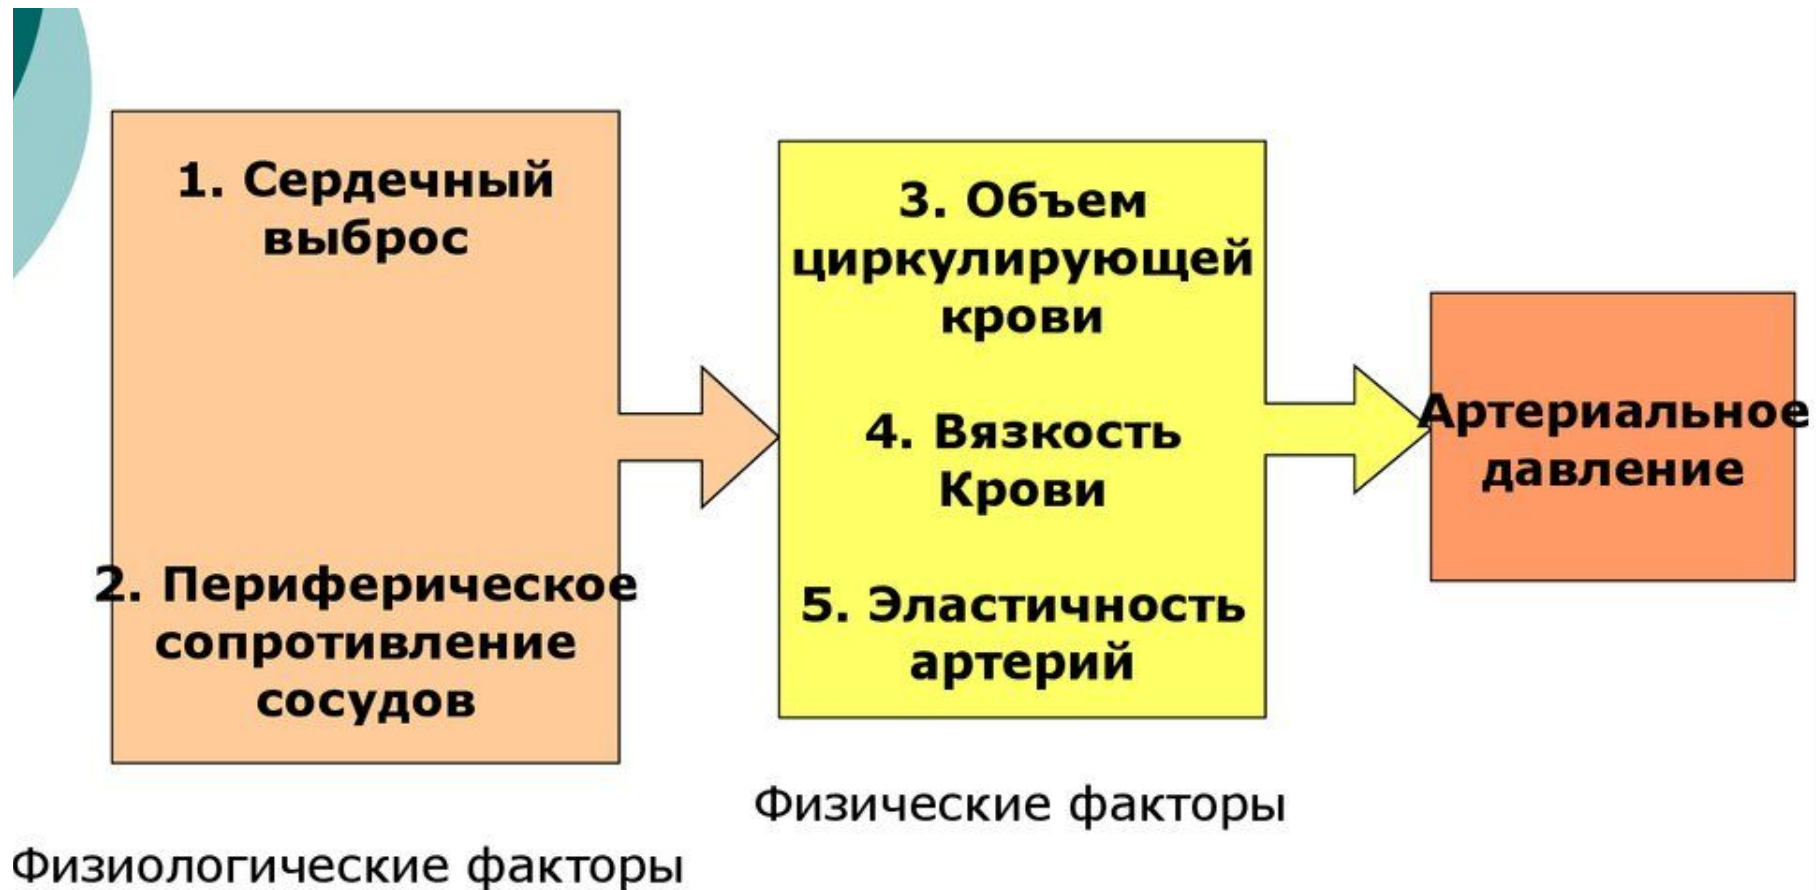 1. Сердечный
выброс
2. Периферическое
сопротивление
сосудов
Физиологические факторы
3. Объем
циркулирующей
крови
4. Вязкость
Крови
5. Эластичность
артерий
Физические факторы
Артериальное
давление